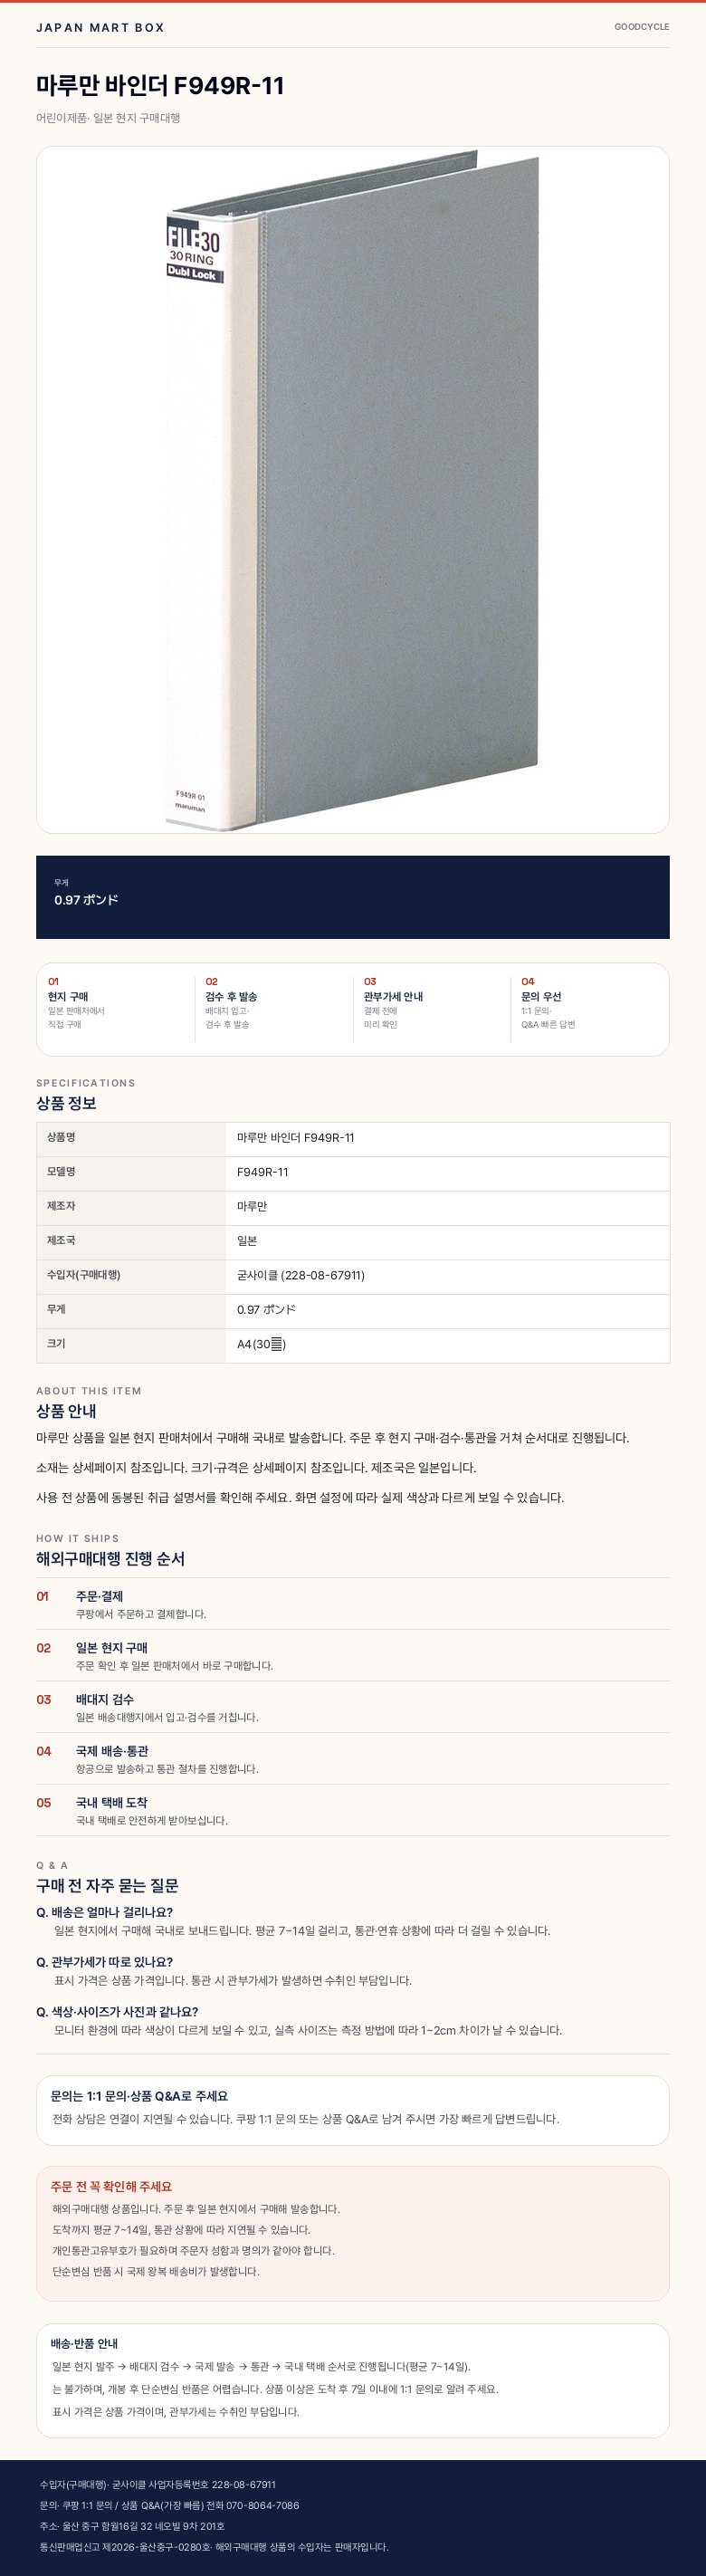 JAPAN MART BOX
GOODCYCLE
마루만 바인더 F949R-11
어린이제품· 일본 현지 구매대행
FILE30
30 RING
Dubl Lock
F949R-01
maruman
무게
0.97 ポンド
01
현지 구매
일본 판매처에서
직접 구매
02
검수 후 발송
배대지 입고·
검수 후 발송
03
관부가세 안내
결제 전에
미리 확인
04
문의 우선
1:1 문의·
Q&A 빠른 답변
SPECIFICATIONS
상품 정보
상품명 마루만 바인더 F949R-11
모델명 F949R-11
제조자 마루만
제조국 일본
수입자(구매대행) 굳사이클 (228-08-67911)
무게 0.97 ポンド
크기 A4(30)
ABOUT THIS ITEM
상품 안내
마루만 상품을 일본 현지 판매처에서 구매해 국내로 발송합니다. 주문 후 현지 구매·검수·통관을 거쳐 순서대로 진행됩니다.
소재는 상세페이지 참조입니다. 크기·규격은 상세페이지 참조입니다. 제조국은 일본입니다.
사용 전 상품에 동봉된 취급 설명서를 확인해 주세요. 화면 설정에 따라 실제 색상과 다르게 보일 수 있습니다.
HOW IT SHIPS
해외구매대행 진행 순서
01 주문·결제
쿠팡에서 주문하고 결제합니다.
02 일본 현지 구매
주문 확인 후 일본 판매처에서 바로 구매합니다.
03 배대지 검수
일본 배송대행지에서 입고·검수를 거칩니다.
04 국제 배송·통관
항공으로 발송하고 통관 절차를 진행합니다.
05 국내 택배 도착
국내 택배로 안전하게 받아보십니다.
Q & A
구매 전 자주 묻는 질문
Q. 배송은 얼마나 걸리나요?
일본 현지에서 구매해 국내로 보내드립니다. 평균 7~14일 걸리고, 통관·연휴 상황에 따라 더 걸릴 수 있습니다.
Q. 관부가세가 따로 있나요?
표시 가격은 상품 가격입니다. 통관 시 관부가세가 발생하면 수취인 부담입니다.
Q. 색상·사이즈가 사진과 같나요?
모니터 환경에 따라 색상이 다르게 보일 수 있고, 실측 사이즈는 측정 방법에 따라 1~2cm 차이가 날 수 있습니다.
문의는 1:1 문의·상품 Q&A로 주세요
전화 상담은 연결이 지연될 수 있습니다. 쿠팡 1:1 문의 또는 상품 Q&A로 남겨 주시면 가장 빠르게 답변드립니다.
주문 전 꼭 확인해 주세요
해외구매대행 상품입니다. 주문 후 일본 현지에서 구매해 발송합니다.
도착까지 평균 7~14일, 통관 상황에 따라 지연될 수 있습니다.
개인통관고유부호가 필요하며 주문자 성함과 명의가 같아야 합니다.
단순변심 반품 시 국제 왕복 배송비가 발생합니다.
배송·반품 안내
일본 현지 발주 → 배대지 검수 → 국제 발송 → 통관 → 국내 택배 순서로 진행됩니다(평균 7~14일).
는 불가하며, 개봉 후 단순변심 반품은 어렵습니다. 상품 이상은 도착 후 7일 이내에 1:1 문의로 알려 주세요.
표시 가격은 상품 가격이며, 관부가세는 수취인 부담입니다.
수입자(구매대행)· 굳사이클 사업자등록번호 228-08-67911
문의· 쿠팡 1:1 문의 / 상품 Q&A(가장 빠름) 전화 070-8064-7086
주소· 울산 중구 함월16길 32 네오빌 9차 201호
통신판매업신고 제2026-울산중구-0280호· 해외구매대행 상품의 수입자는 판매자입니다.